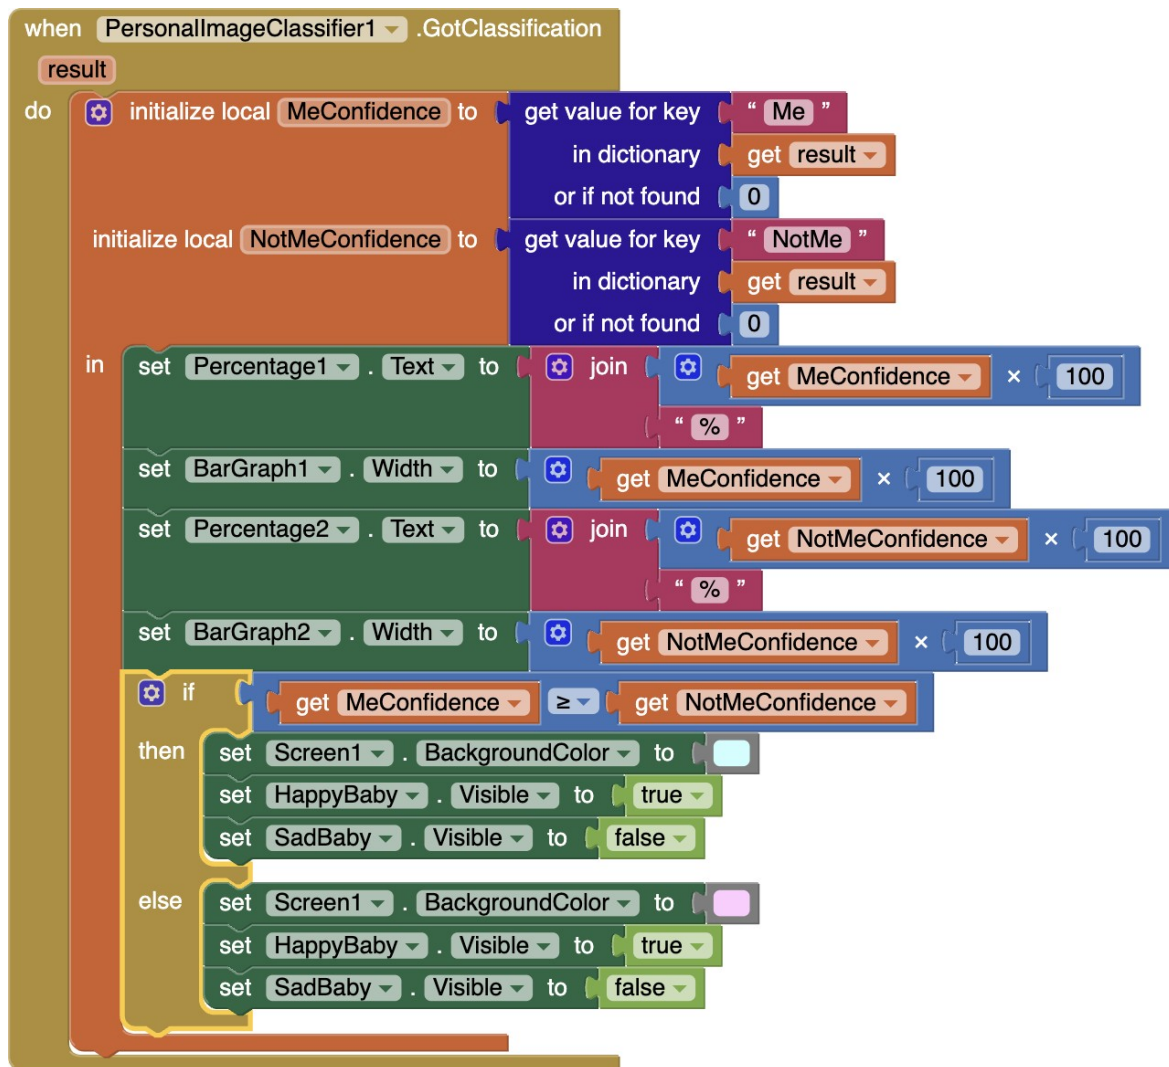 when PersonalImageClassifier1 .GotClassification
result
do initialize local MeConfidence to get value for key " Me "
in dictionary get result
or if not found 0
initialize local NotMeConfidence to get value for key " NotMe "
in dictionary get result
or if not found 0
in set Percentage1 . Text to join get MeConfidence × 100
" % "
set BarGraph1 . Width to get MeConfidence × 100
set Percentage2 . Text to join get NotMeConfidence × 100
" % "
set BarGraph2 . Width to get NotMeConfidence × 100
if get MeConfidence ≥ get NotMeConfidence
then set Screen1 . BackgroundColor to
set HappyBaby . Visible to true
set SadBaby . Visible to false
else set Screen1 . BackgroundColor to
set HappyBaby . Visible to true
set SadBaby . Visible to false